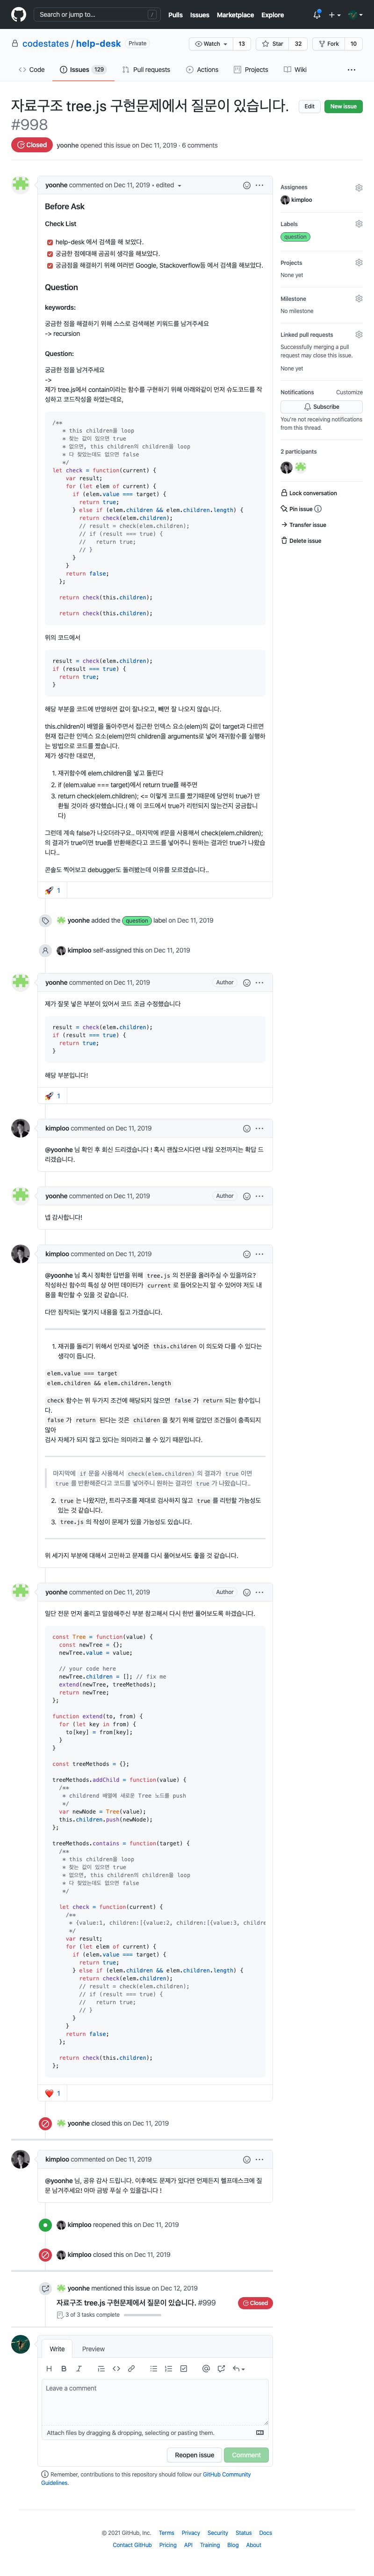 Search or jump to...
/
Pulls Issues Marketplace Explore
codestates / help-desk Private
Watch 13 Star 32 Fork 10
Code Issues 129 Pull requests Actions Projects Wiki
자료구조 tree.js 구현문제에서 질문이 있습니다.
#998
Edit New issue
Closed yoonhe opened this issue on Dec 11, 2019 · 6 comments
yoonhe commented on Dec 11, 2019 • edited
Before Ask
Check List
help-desk 에서 검색을 해 보았다.
궁금한 점에대해 곰곰히 생각을 해보았다.
궁금점을 해결하기 위해 여러번 Google, Stackoverflow등 에서 검색을 해보았다.
Question
keywords:
궁금한 점을 해결하기 위해 스스로 검색해본 키워드를 남겨주세요
-> recursion
Question:
궁금한 점을 남겨주세요
->
제가 tree.js에서 contain이라는 함수를 구현하기 위해 아래와같이 먼저 슈도코드를 작
성하고 코드작성을 하였는데요,
/**
* this children을 loop
* 찾는 값이 있으면 true
* 없으면, this children의 children을 loop
* 다 찾았는데도 없으면 false
*/
let check = function(current) {
var result;
for (let elem of current) {
if (elem.value === target) {
return true;
} else if (elem.children && elem.children.length) {
return check(elem.children);
// result = check(elem.children);
// if (result === true) {
//   return true;
// }
}
}
return false;
};
return check(this.children);
return check(this.children);
위의 코드에서
result = check(elem.children);
if (result === true) {
return true;
}
해당 부분을 코드에 반영하면 값이 잘나오고, 빼면 잘 나오지 않습니다.
this.children이 배열을 돌아주면서 접근한 인덱스 요소(elem)의 값이 target과 다르면
현재 접근한 인덱스 요소(elem)안의 children을 arguments로 넣어 재귀함수를 실행하
는 방법으로 코드를 짰습니다.
제가 생각한 대로면,
1. 재귀함수에 elem.children을 넣고 돌린다
2. if (elem.value === target)에서 return true를 해주면
3. return check(elem.children); <= 이렇게 코드를 짰기때문에 당연히 true가 반
환될 것이라 생각했습니다.( 왜 이 코드에서 true가 리턴되지 않는건지 궁금합니
다)
그런데 계속 false가 나오더라구요.. 마지막에 if문을 사용해서 check(elem.children);
의 결과가 true이면 true를 반환해준다고 코드를 넣어주니 원하는 결과인 true가 나왔습
니다..
콘솔도 찍어보고 debugger도 돌려봤는데 이유를 모르겠습니다..
🚀 1
yoonhe added the question label on Dec 11, 2019
kimploo self-assigned this on Dec 11, 2019
yoonhe commented on Dec 11, 2019 Author
제가 잘못 넣은 부분이 있어서 코드 조금 수정했습니다
result = check(elem.children);
if (result === true) {
return true;
}
해당 부분입니다!
🚀 1
kimploo commented on Dec 11, 2019
@yoonhe 님 확인 후 회신 드리겠습니다 ! 혹시 괜찮으시다면 내일 오전까지는 확답 드
리겠습니다.
yoonhe commented on Dec 11, 2019 Author
넵 감사합니다!
kimploo commented on Dec 11, 2019
@yoonhe 님 혹시 정확한 답변을 위해 tree.js 의 전문을 올려주실 수 있을까요?
작성하신 함수의 특성 상 어떤 데이터가 current 로 들어오는지 알 수 있어야 저도 내
용을 확인할 수 있을 것 같습니다.
다만 짐작되는 몇가지 내용을 짚고 가겠습니다.
1. 재귀를 돌리기 위해서 인자로 넣어준 this.children 이 의도와 다를 수 있다는
생각이 듭니다.
elem.value === target
elem.children && elem.children.length
check 함수는 위 두가지 조건에 해당되지 않으면 false 가 return 되는 함수입니
다.
false 가 return 된다는 것은 children 을 찾기 위해 걸었던 조건들이 충족되지
않아
검사 자체가 되지 않고 있다는 의미라고 볼 수 있기 때문입니다.
마지막에 if 문을 사용해서 check(elem.children) 의 결과가 true 이면
true 를 반환해준다고 코드를 넣어주니 원하는 결과인 true 가 나왔습니다..
2. true 는 나왔지만, 트리구조를 제대로 검사하지 않고 true 를 리턴할 가능성도
있는 것 같습니다.
3. tree.js 의 작성이 문제가 있을 가능성도 있습니다.
위 세가지 부분에 대해서 고민하고 문제를 다시 풀어보셔도 좋을 것 같습니다.
yoonhe commented on Dec 11, 2019 Author
일단 전문 먼저 올리고 말씀해주신 부분 참고해서 다시 한번 풀어보도록 하겠습니다.
const Tree = function(value) {
const newTree = {};
newTree.value = value;
// your code here
newTree.children = []; // fix me
extend(newTree, treeMethods);
return newTree;
};
function extend(to, from) {
for (let key in from) {
to[key] = from[key];
}
}
const treeMethods = {};
treeMethods.addChild = function(value) {
/**
* childrend 배열에 새로운 Tree 노드를 push
*/
var newNode = Tree(value);
this.children.push(newNode);
};
treeMethods.contains = function(target) {
/**
* this children을 loop
* 찾는 값이 있으면 true
* 없으면, this children의 children을 loop
* 다 찾았는데도 없으면 false
*/
let check = function(current) {
/**
* {value:1, children:[{value:2, children:[{value:3, childre
*/
var result;
for (let elem of current) {
if (elem.value === target) {
return true;
} else if (elem.children && elem.children.length) {
return check(elem.children);
// result = check(elem.children);
// if (result === true) {
//   return true;
// }
}
}
return false;
};
return check(this.children);
};
❤️ 1
yoonhe closed this on Dec 11, 2019
kimploo commented on Dec 11, 2019
@yoonhe 님, 공유 감사 드립니다. 이후에도 문제가 있다면 언제든지 헬프데스크에 질
문 남겨주세요! 아마 금방 푸실 수 있을겁니다 !
kimploo reopened this on Dec 11, 2019
kimploo closed this on Dec 11, 2019
yoonhe mentioned this issue on Dec 12, 2019
자료구조 tree.js 구현문제에서 질문이 있습니다. #999 Closed
3 of 3 tasks complete
Write Preview
Leave a comment
Attach files by dragging & dropping, selecting or pasting them.
Reopen issue Comment
Remember, contributions to this repository should follow our GitHub Community
Guidelines.
Assignees
kimploo
Labels
question
Projects
None yet
Milestone
No milestone
Linked pull requests
Successfully merging a pull
request may close this issue.
None yet
Notifications Customize
Subscribe
You're not receiving notifications
from this thread.
2 participants
Lock conversation
Pin issue
Transfer issue
Delete issue
© 2021 GitHub, Inc. Terms Privacy Security Status Docs
Contact GitHub Pricing API Training Blog About